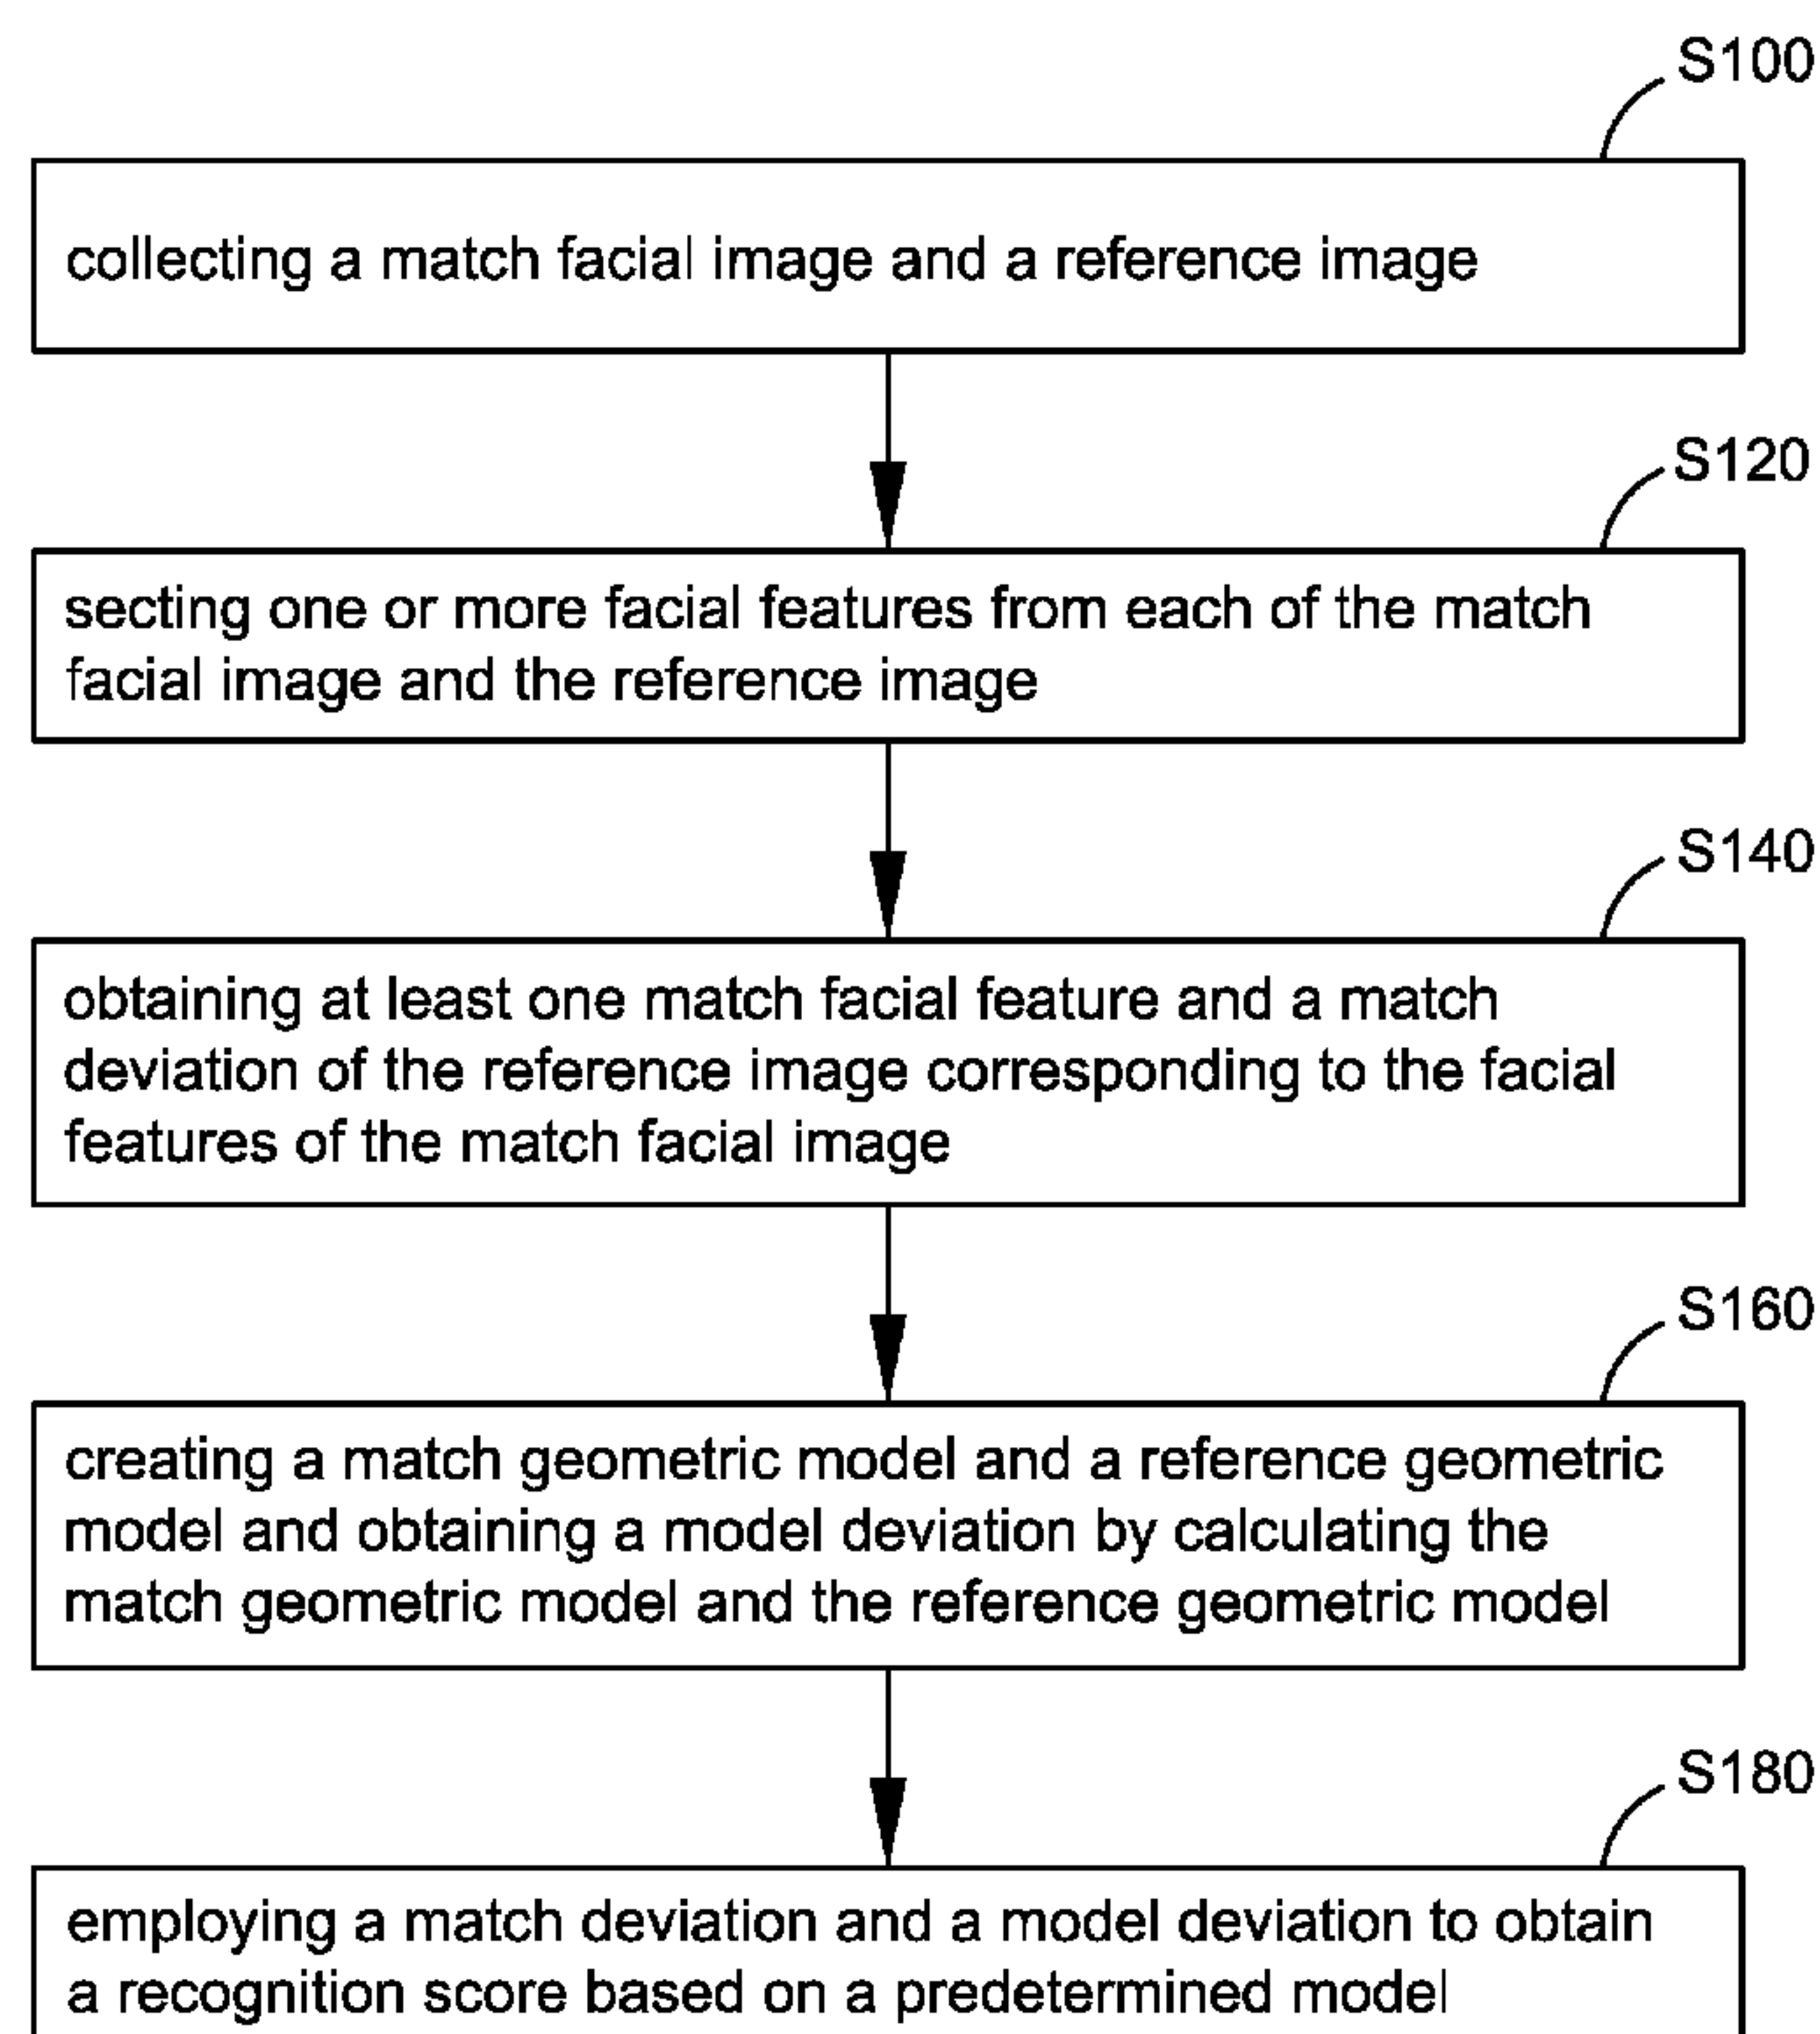 S100
collecting a match facial image and a reference image
S120
secting one or more facial features from each of the match
facial image and the reference image
S140
obtaining at least one match facial feature and a match
deviation of the reference image corresponding to the facial
features of the match facial image
S160
creating a match geometric model and a reference geometric
model and obtaining a model deviation by calculating the
match geometric model and the reference geometric model
S180
employing a match deviation and a model deviation to obtain
a recognition score based on a predetermined model